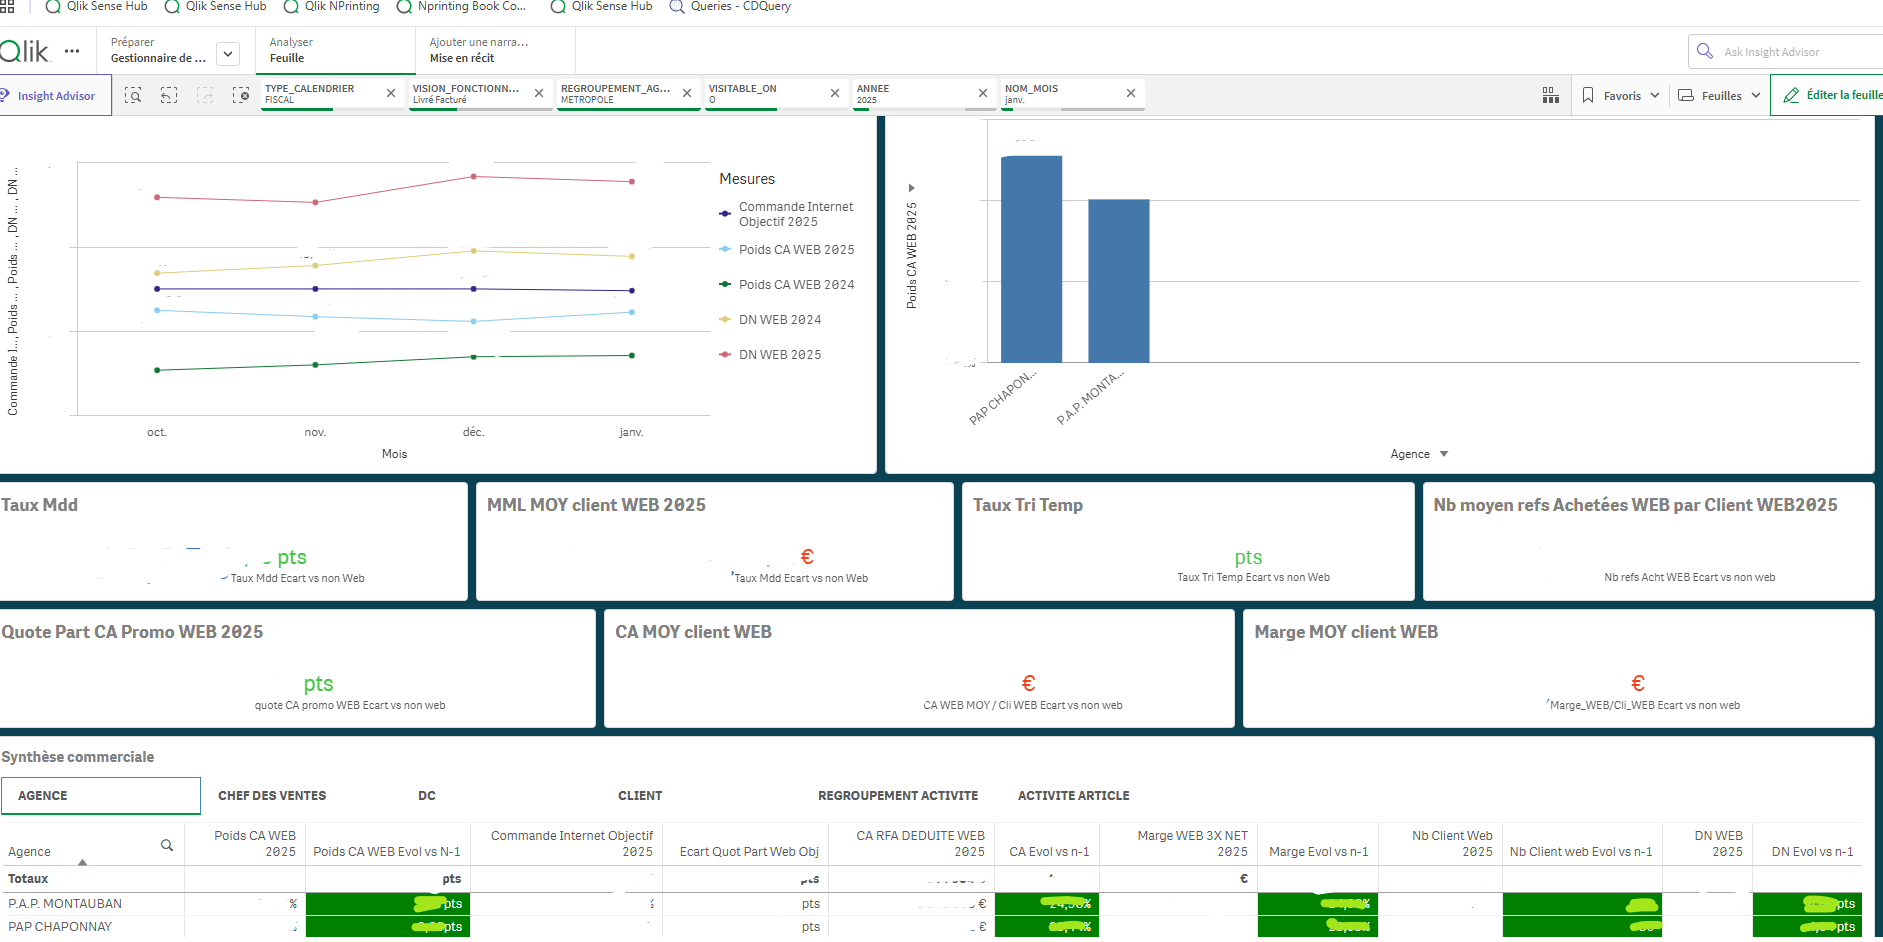 Qlik Sense Hub Qlik Sense Hub Qlik NPrinting Nprinting Book Co... Qlik Sense Hub Queries - CDQuery
Qlik ... Préparer Analyser Ajouter une narra...
Gestionnaire de ... Feuille Mise en récit
Ask Insight Advisor
Insight Advisor
TYPE_CALENDRIER
FISCAL
VISION_FONCTIONN...
Livré Facturé
REGROUPEMENT_AG...
METROPOLE
VISITABLE_ON
O
ANNEE
2025
NOM_MOIS
janv.
Favoris Feuilles Éditer la feuille
Commande I..., Poids ... , Poids ... , DN ... , DN ...
oct. nov. déc. janv.
Mois
Mesures
Commande Internet
Objectif 2025
Poids CA WEB 2025
Poids CA WEB 2024
DN WEB 2024
DN WEB 2025
Poids CA WEB 2025
PAP CHAPON...
P.A.P. MONTA...
Agence
Taux Mdd
pts
Taux Mdd Ecart vs non Web
MML MOY client WEB 2025
€
Taux Mdd Ecart vs non Web
Taux Tri Temp
pts
Taux Tri Temp Ecart vs non Web
Nb moyen refs Achetées WEB par Client WEB2025
Nb refs Acht WEB Ecart vs non web
Quote Part CA Promo WEB 2025
pts
quote CA promo WEB Ecart vs non web
CA MOY client WEB
€
CA WEB MOY / Cli WEB Ecart vs non web
Marge MOY client WEB
€
Marge_WEB/Cli_WEB Ecart vs non web
Synthèse commerciale
AGENCE CHEF DES VENTES DC CLIENT REGROUPEMENT ACTIVITE ACTIVITE ARTICLE
Poids CA WEB Commande Internet Objectif CA RFA DEDUITE WEB Marge WEB 3X NET Nb Client Web DN WEB
Agence 2025 Poids CA WEB Evol vs N-1 2025 Ecart Quot Part Web Obj 2025 CA Evol vs n-1 2025 Marge Evol vs n-1 2025 Nb Client web Evol vs n-1 2025 DN Evol vs n-1
Totaux pts pts €
P.A.P. MONTAUBAN % pts pts € % % pts
PAP CHAPONNAY % pts pts € % % pts